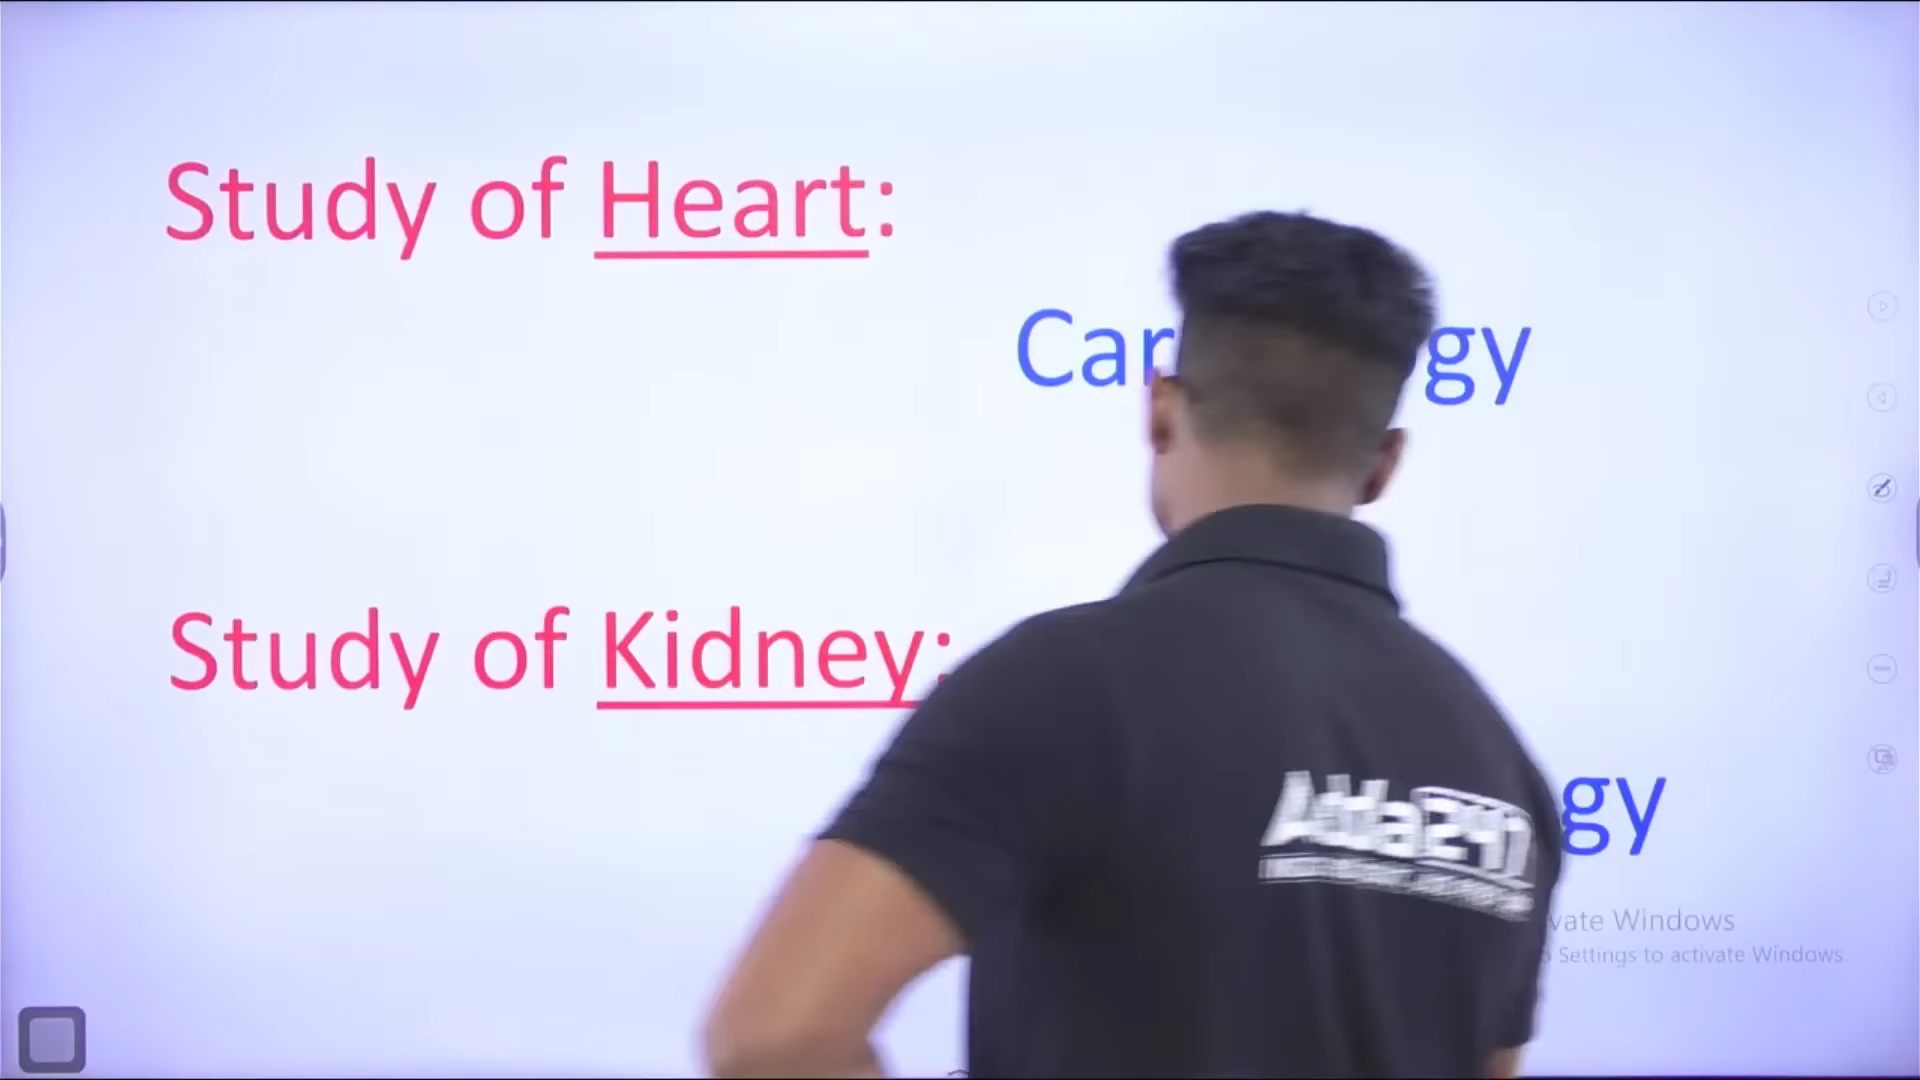 Study of Heart:
Car gy
Study of Kidney:
gy
Adda247
vate Windows
Settings to activate Windows.